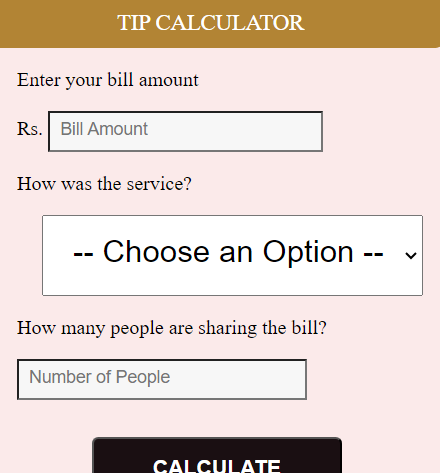 TIP CALCULATOR
Enter your bill amount
Rs. Bill Amount
How was the service?
-- Choose an Option --
How many people are sharing the bill?
Number of People
CALCULATE